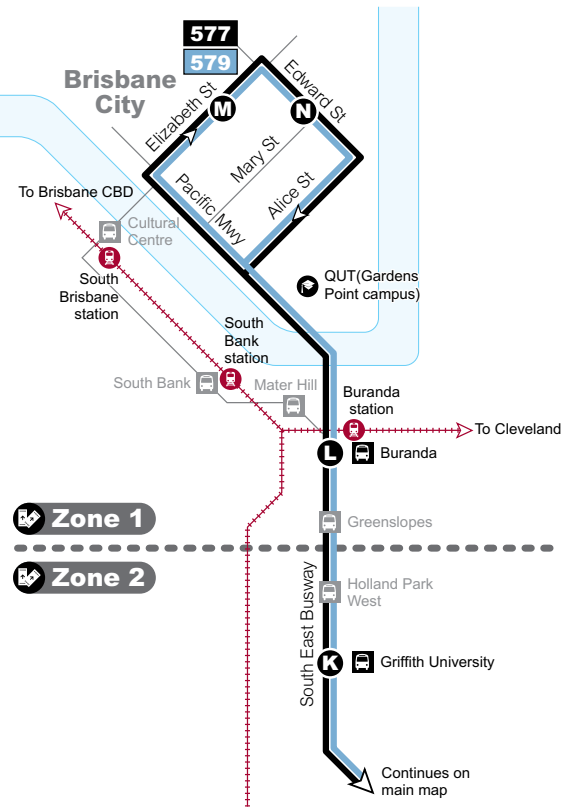 577
579
Brisbane
City
Elizabeth St
Edward St
M
N
Mary St
Alice St
Pacific Mwy
To Brisbane CBD
Cultural
Centre
South
Brisbane
station
QUT(Gardens
Point campus)
South
Bank
station
South Bank
Mater Hill
Buranda
station
To Cleveland
L
Buranda
Zone 1
Greenslopes
Zone 2
Holland Park
West
South East Busway
K
Griffith University
Continues on
main map